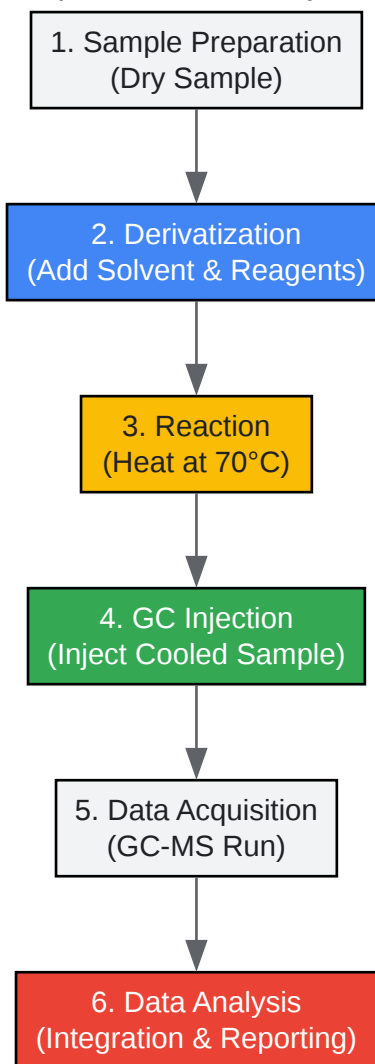 1. Sample Preparation
(Dry Sample)
2. Derivatization
(Add Solvent & Reagents)
3. Reaction
(Heat at 70°C)
4. GC Injection
(Inject Cooled Sample)
5. Data Acquisition
(GC-MS Run)
6. Data Analysis
(Integration & Reporting)